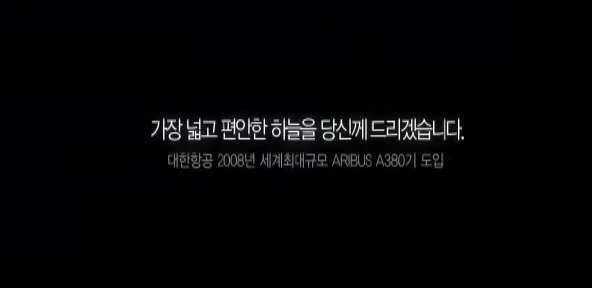 가장 넓고 편안한 하늘을 당신께 드리겠습니다.
대한항공 2008년 세계최대규모 ARIBUS A380기 도입